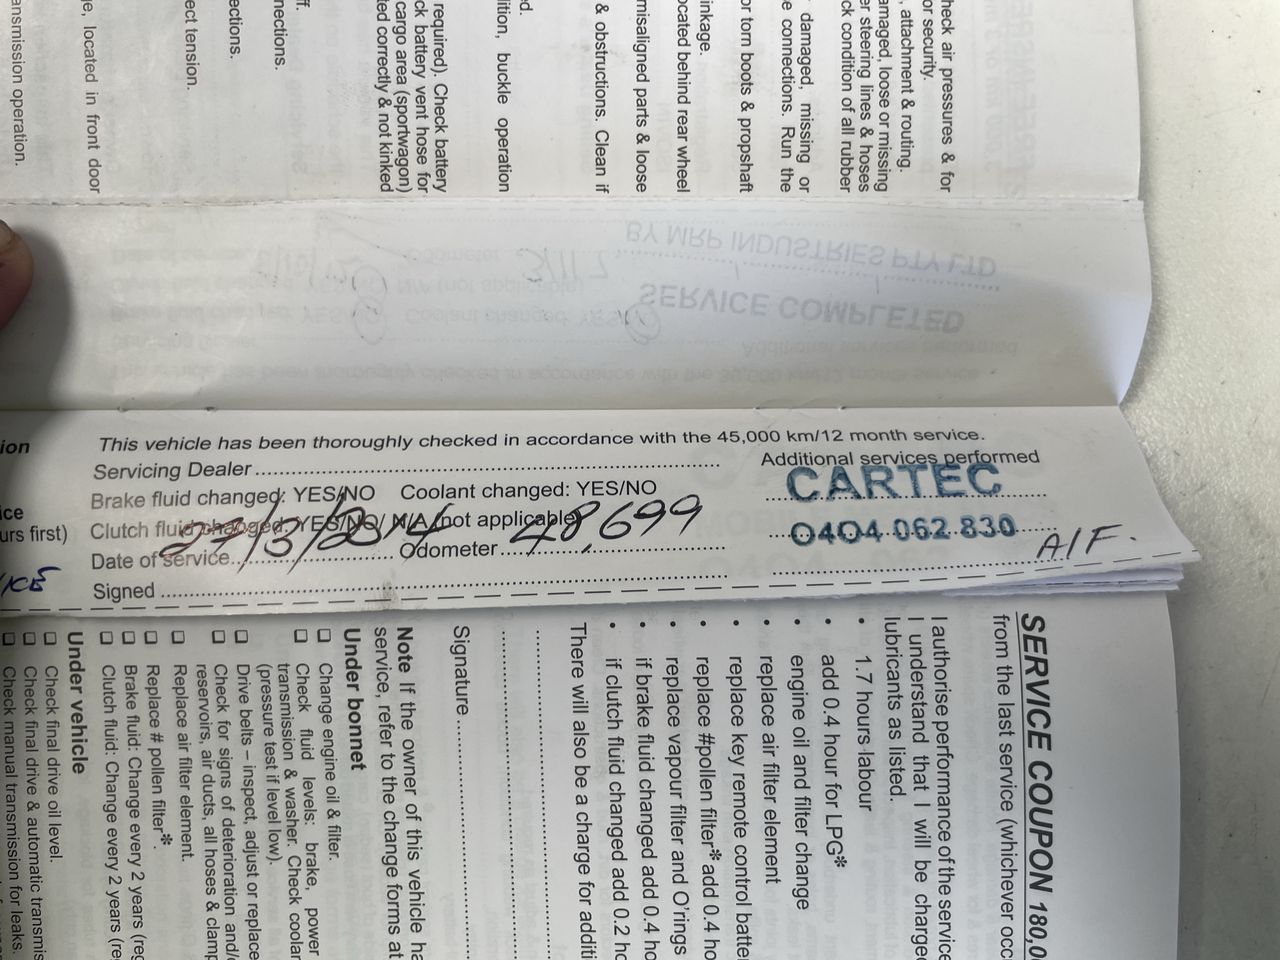 heck air pressures & for
or security.
, attachment & routing.
amaged, loose or missing
er steering lines & hoses
ck condition of all rubber
damaged, missing or
e connections. Run the
or torn boots & propshaft
inkage.
ocated behind rear wheel
misaligned parts & loose
& obstructions. Clean if
ed.
ition, buckle operation
required). Check battery
ck battery vent hose for
cargo area (sportwagon)
ted correctly & not kinked
ff.
nections.
ections.
ect tension.
ge, located in front door
ansmission operation.
SERVICE COMPLETED
BY MRP INDUSTRIES PTY LTD
ion
ice
urs first)
This vehicle has been thoroughly checked in accordance with the 45,000 km/12 month service.
Servicing Dealer
Additional services performed
CARTEC
Brake fluid changed: YES/NO Coolant changed: YES/NO
Clutch fluid changed: YES/NO/ N/A (not applicable)
0404 062 830
Date of service 27/3/2014 Odometer 48,699
A/F.
Signed
SERVICE COUPON 180,0
from the last service (whichever occ
I authorise performance of the service
I understand that I will be charged
lubricants as listed.
• 1.7 hours labour
• add 0.4 hour for LPG*
• engine oil and filter change
• replace air filter element
• replace key remote control batte
• replace #pollen filter* add 0.4 ho
• replace vapour filter and O'rings
• if brake fluid changed add 0.4 ho
• if clutch fluid changed add 0.2 ho
There will also be a charge for additi
Signature
Note If the owner of this vehicle ha
service, refer to the change forms at
Under bonnet
☐ Change engine oil & filter.
☐ Check fluid levels: brake, power
transmission & washer. Check coolan
(pressure test if level low).
☐ Drive belts – inspect, adjust or replace
☐ Check for signs of deterioration and/
reservoirs, air ducts, all hoses & clamp
☐ Replace air filter element.
☐ Replace # pollen filter*.
☐ Brake fluid: Change every 2 years (reg
☐ Clutch fluid: Change every 2 years (re
Under vehicle
☐ Check final drive oil level.
☐ Check final drive & automatic transmis
☐ Check manual transmission for leaks.